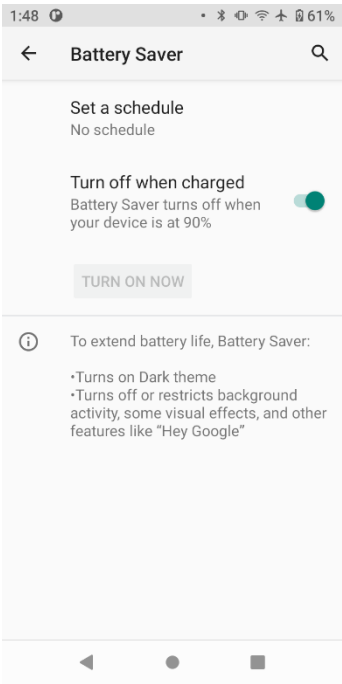 1:48 61%
Battery Saver
Set a schedule
No schedule
Turn off when charged
Battery Saver turns off when
your device is at 90%
TURN ON NOW
To extend battery life, Battery Saver:
•Turns on Dark theme
•Turns off or restricts background
activity, some visual effects, and other
features like “Hey Google”